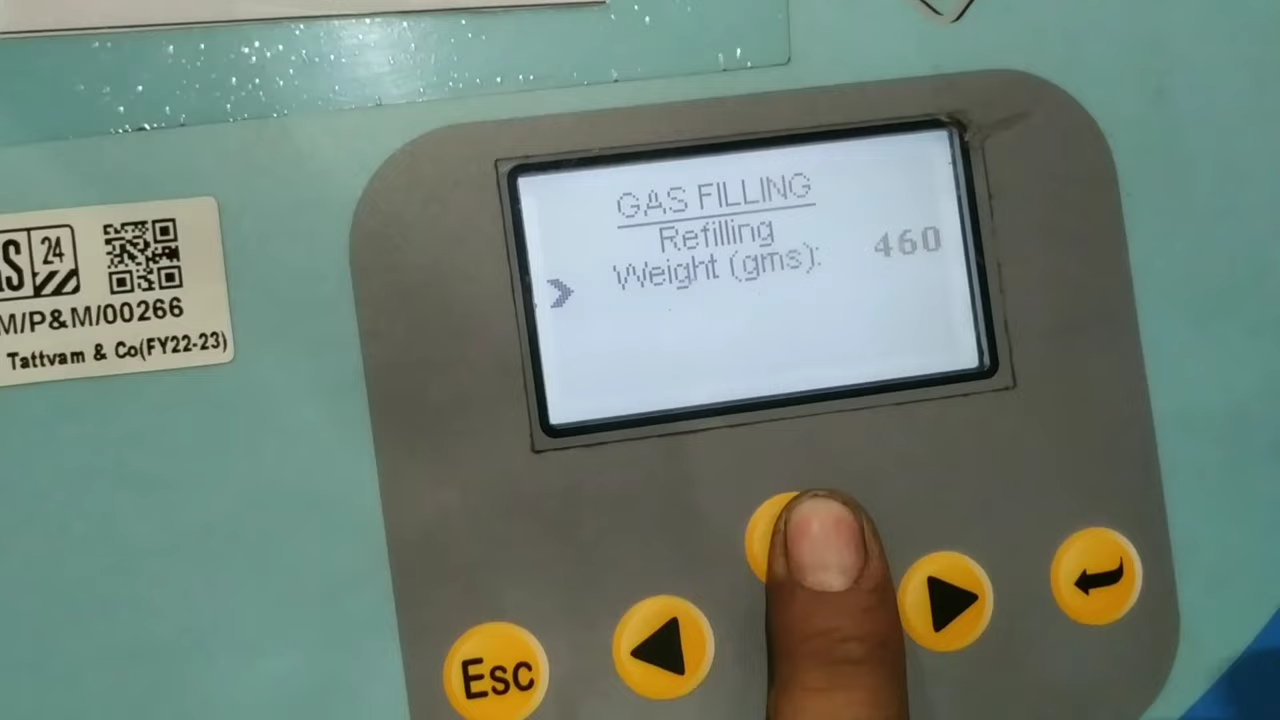 GAS FILLING
Refilling
Weight (gms): 460
S 24
M/P&M/00266
Tattvam & Co(FY22-23)
Esc